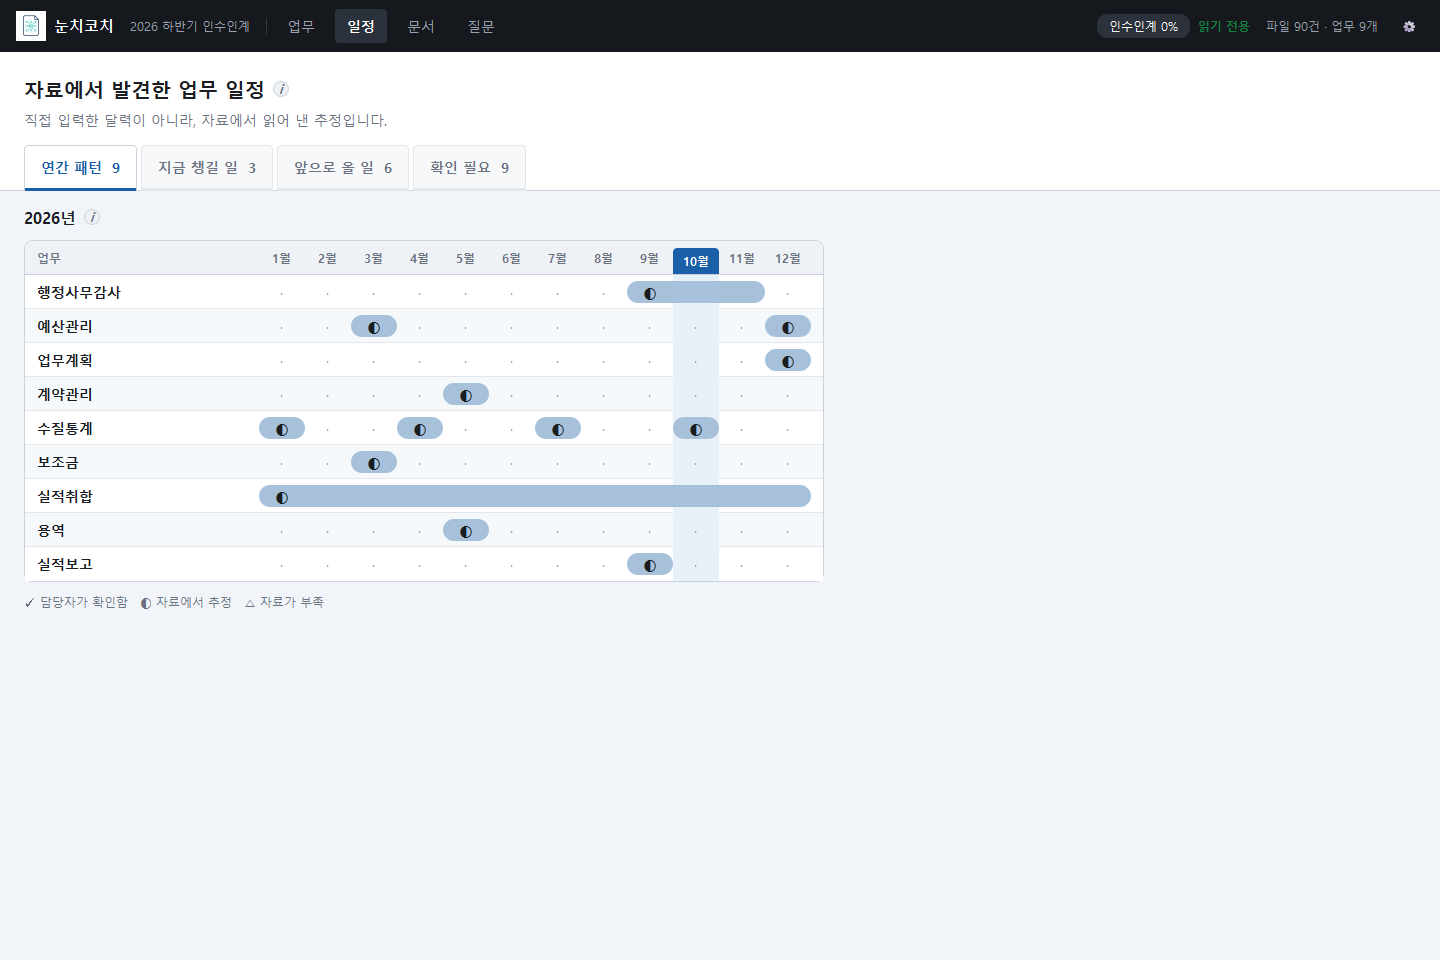 눈치코치 2026 하반기 인수인계 업무 일정 문서 질문 인수인계 0% 읽기 전용 파일 90건 · 업무 9개
자료에서 발견한 업무 일정 i
직접 입력한 달력이 아니라, 자료에서 읽어 낸 추정입니다.
연간 패턴 9 지금 챙길 일 3 앞으로 올 일 6 확인 필요 9
2026년 i
업무 1월 2월 3월 4월 5월 6월 7월 8월 9월 10월 11월 12월
행정사무감사
예산관리
업무계획
계약관리
수질통계
보조금
실적취합
용역
실적보고
✓ 담당자가 확인함 ◐ 자료에서 추정 △ 자료가 부족